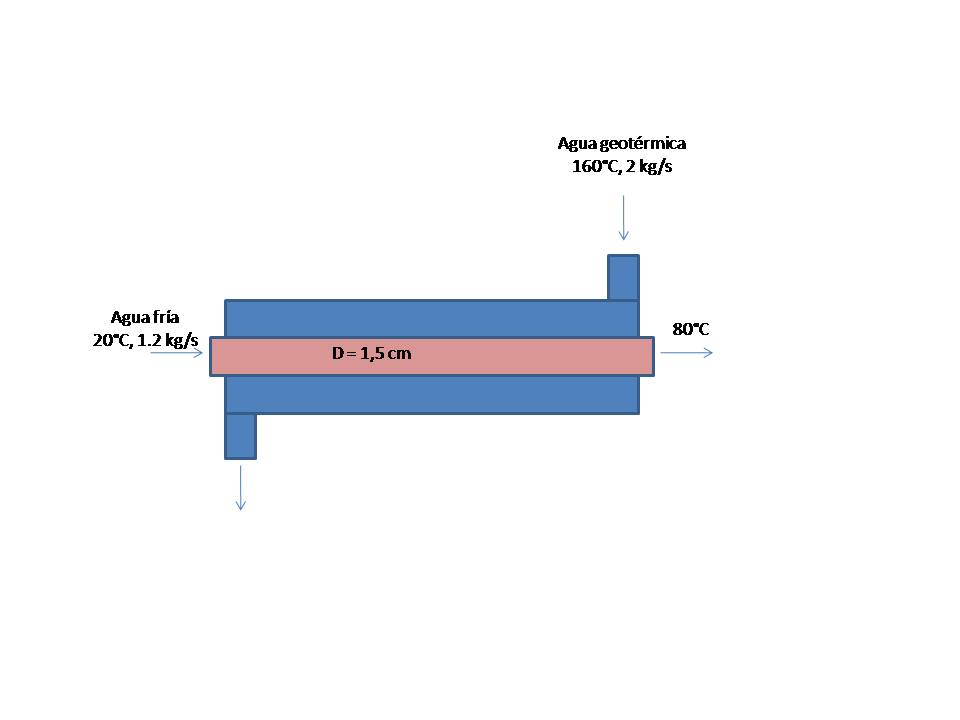 Agua geotérmica
160°C, 2 kg/s
Agua fría
20°C, 1.2 kg/s
80°C
D = 1,5 cm